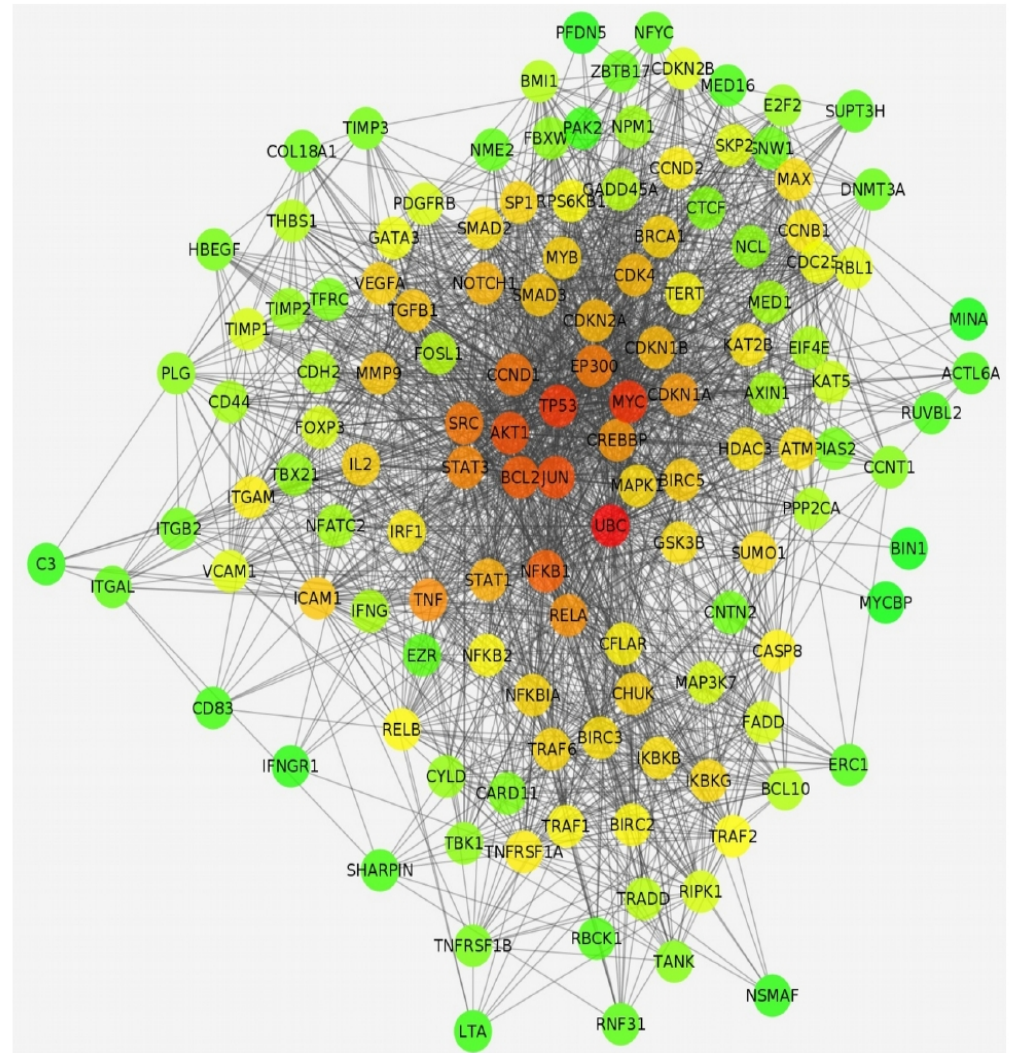 PFDN5
NFYC
ZBTB17
CDKN2B
BMI1
MED16
E2F2
SUPT3H
TIMP3
PAK2
NPM1
FBXW
NME2
COL18A1
SKP2
SNW1
CCND2
MAX
DNMT3A
GADD45A
PDGFRB
SP1
RPS6KB1
CTCF
THBS1
SMAD2
GATA3
BRCA1
CCNB1
HBEGF
NCL
MYB
CDC25
RBL1
VEGFA
NOTCH1
CDK4
SMAD3
TERT
TFRC
TIMP2
TGFB1
MED1
MINA
CDKN2A
TIMP1
FOSL1
CDKN1B
KAT2B
EIF4E
PLG
CDH2
MMP9
CCND1
EP300
ACTL6A
KAT5
CD44
TP53
MYC
CDKN1A
AXIN1
RUVBL2
FOXP3
SRC
AKT1
CREBBP
HDAC3
ATM
PIAS2
IL2
STAT3
CCNT1
TBX21
BCL2
JUN
MAPK1
BIRC5
ITGAM
PPP2CA
ITGB2
NFATC2
IRF1
UBC
GSK3B
BIN1
SUMO1
C3
VCAM1
NFKB1
STAT1
ITGAL
ICAM1
IFNG
TNF
RELA
CNTN2
MYCBP
CFLAR
EZR
NFKB2
CASP8
MAP3K7
NFKBIA
CHUK
CD83
FADD
RELB
BIRC3
TRAF6
IKBKB
IFNGR1
ERC1
CYLD
IKBKG
CARD11
BCL10
TRAF1
BIRC2
TRAF2
TBK1
TNFRSF1A
SHARPIN
RIPK1
TRADD
RBCK1
TNFRSF1B
TANK
NSMAF
LTA
RNF31